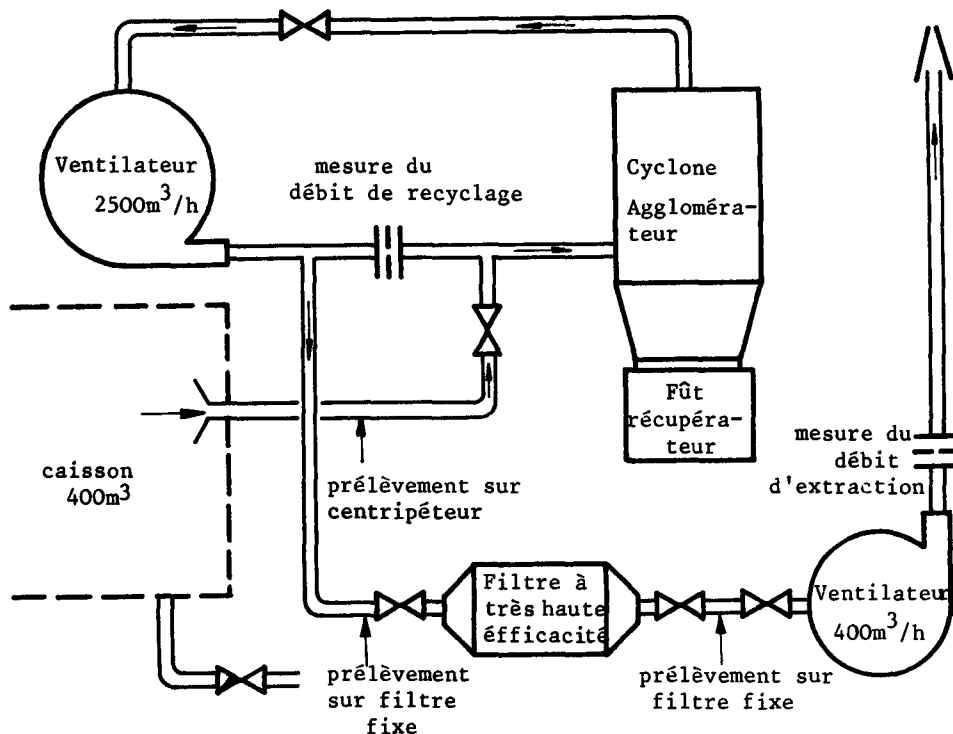 Ventilateur
2500m³/h
mesure du
débit de recyclage
Cyclone
Aggloméra-
teur
Fût
récupéra-
teur
caisson
400m³
prélèvement sur
centripéteur
mesure du
débit
d'extraction
Filtre à
très haute
éfficacité
Ventilateur
400m³/h
prélèvement
sur filtre
fixe
prélèvement sur
filtre fixe